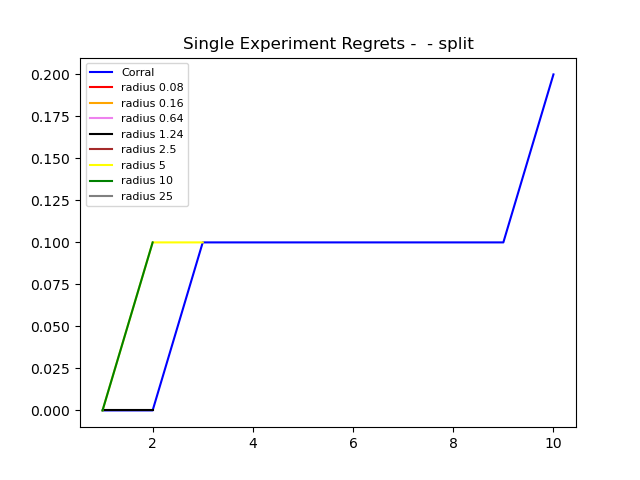 Single Experiment Regrets -  - split
0.200
0.175
0.150
0.125
0.100
0.075
0.050
0.025
0.000
Corral
radius 0.08
radius 0.16
radius 0.64
radius 1.24
radius 2.5
radius 5
radius 10
radius 25
2 4 6 8 10